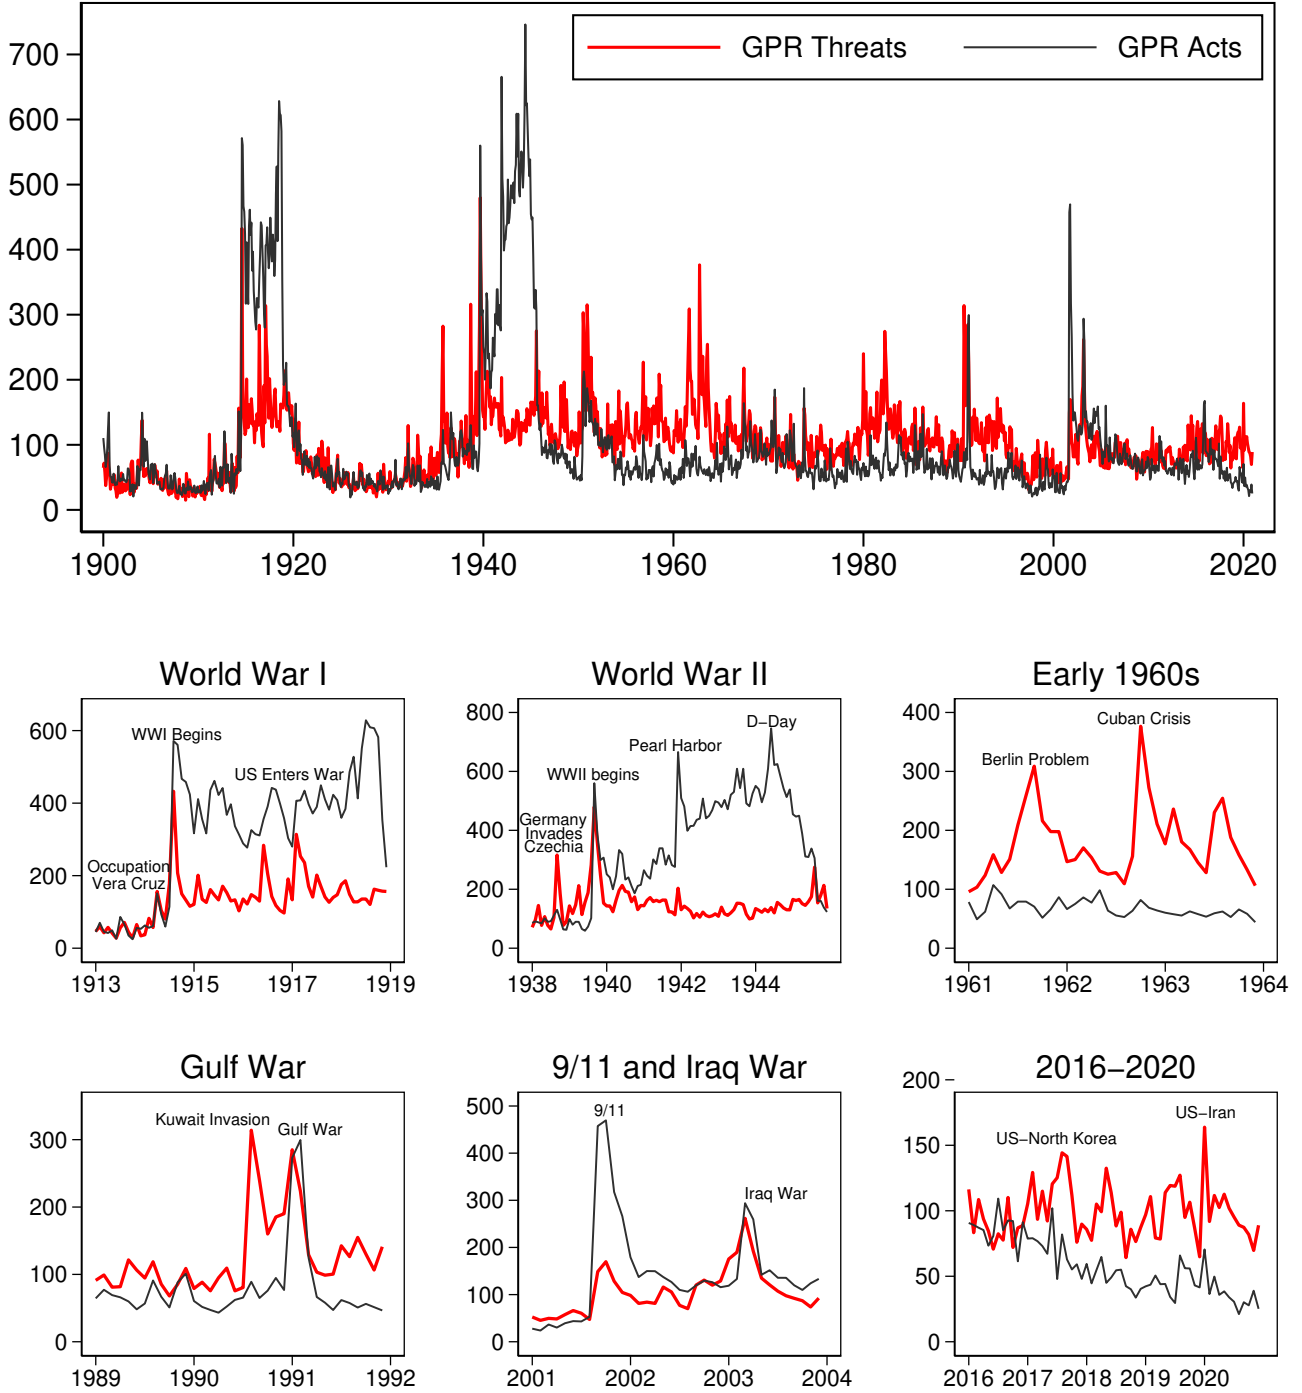 GPR Threats
GPR Acts
700
600
500
400
300
200
100
0
1900
1920
1940
1960
1980
2000
2020
World War I
600
400
200
0
WWI Begins
US Enters War
Occupation
Vera Cruz
1913
1915
1917
1919
World War II
800
600
400
200
0
D−Day
Pearl Harbor
WWII begins
Germany
Invades
Czechia
1938
1940
1942
1944
Early 1960s
400
300
200
100
0
Cuban Crisis
Berlin Problem
1961
1962
1963
1964
Gulf War
300
200
100
0
Kuwait Invasion
Gulf War
1989
1990
1991
1992
9/11 and Iraq War
500
400
300
200
100
0
9/11
Iraq War
2001
2002
2003
2004
2016−2020
200
150
100
50
0
US−Iran
US−North Korea
2016
2017
2018
2019
2020